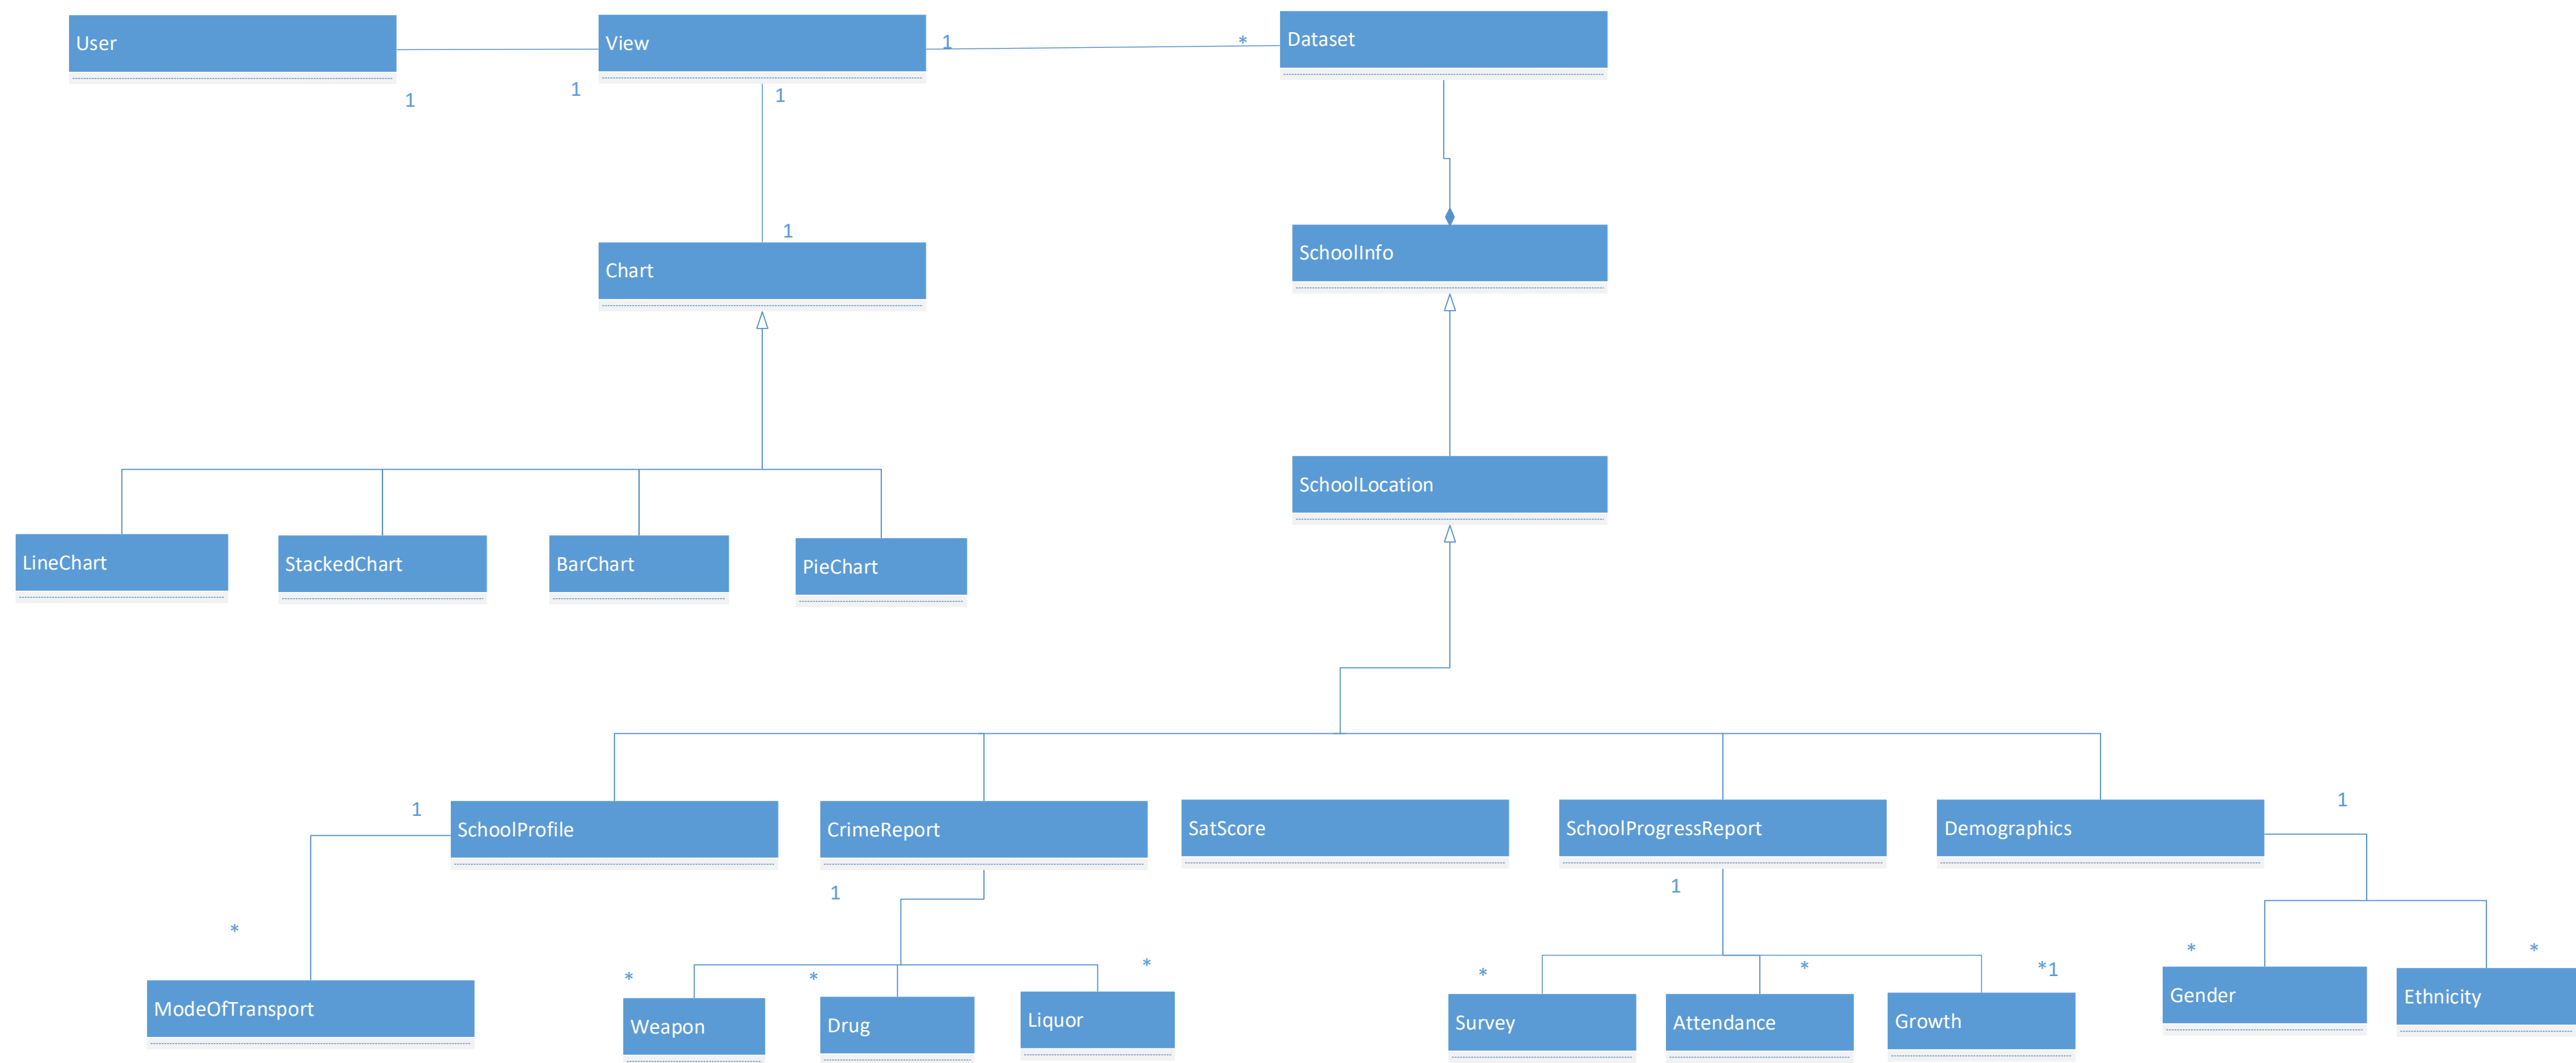 User
View
Dataset
1
*
1
1
1
1
SchoolInfo
Chart
SchoolLocation
LineChart
StackedChart
BarChart
PieChart
1
1
SchoolProfile
CrimeReport
SatScore
SchoolProgressReport
Demographics
1
1
*
*
*
*
*
*
*1
*
*
ModeOfTransport
Weapon
Drug
Liquor
Survey
Attendance
Growth
Gender
Ethnicity